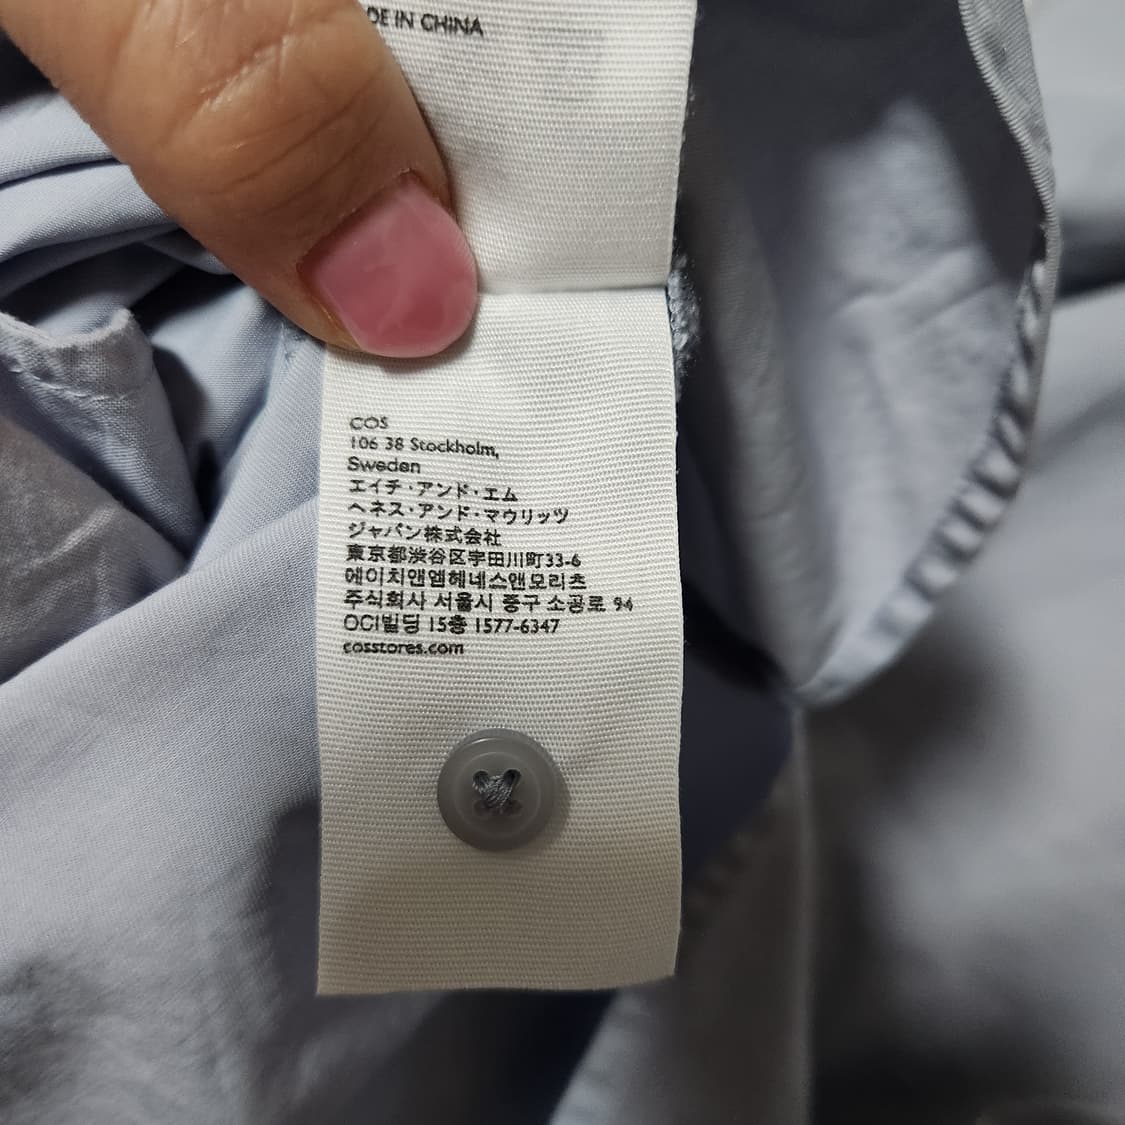 DE IN CHINA
COS
106 38 Stockholm,
Sweden
エイチ・アンド・エム
ヘネス・アンド・マウリッツ
ジャパン株式会社
東京都渋谷区宇田川町33-6
에이치앤엠헤네스앤모리츠
주식회사 서울시 중구 소공로 94
OCI빌딩 15층 1577-6347
cosstores.com